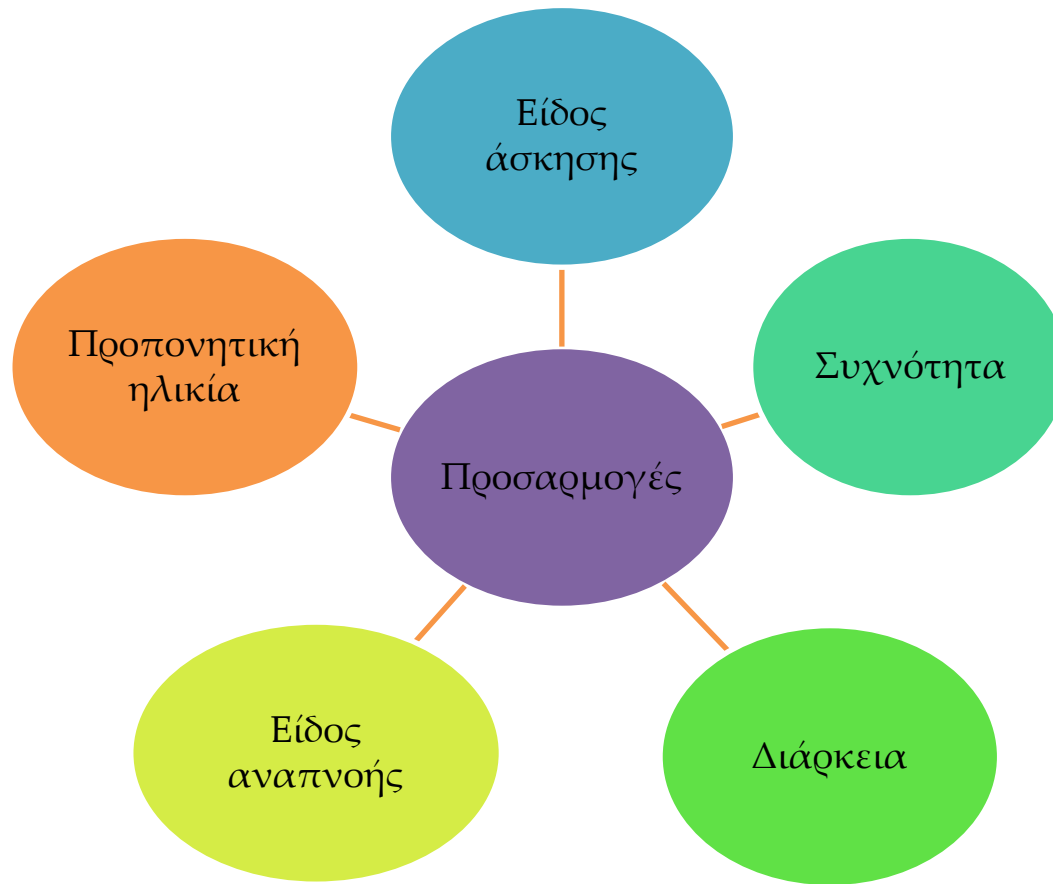 Είδος
άσκησης
Προπονητική
ηλικία
Συχνότητα
Προσαρμογές
Είδος
αναπνοής
Διάρκεια